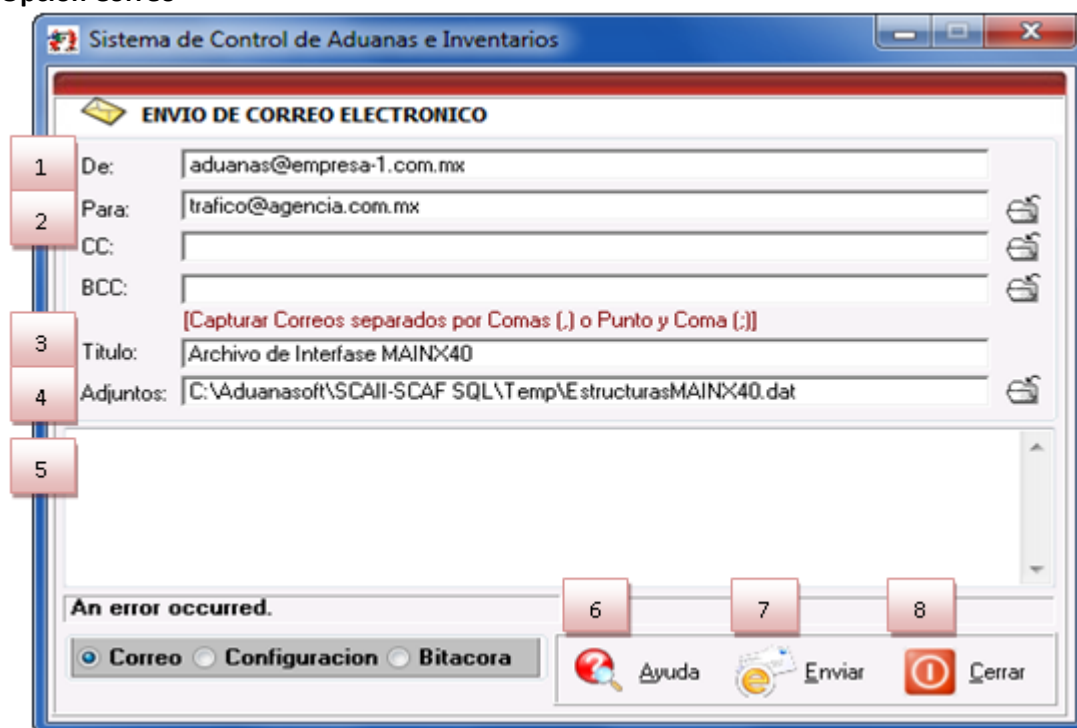 Opción Correo
Sistema de Control de Aduanas e Inventarios
ENVIO DE CORREO ELECTRONICO
1 De: aduanas@empresa-1.com.mx
2 Para: trafico@agencia.com.mx
CC:
BCC:
[Capturar Correos separados por Comas (,) o Punto y Coma (;)]
3 Titulo: Archivo de Interfase MAINX40
4 Adjuntos: C:\Aduanasoft\SCAII-SCAF SQL\Temp\EstructurasMAINX40.dat
5
An error occurred.
6 7 8
Correo Configuracion Bitacora Ayuda Enviar Cerrar